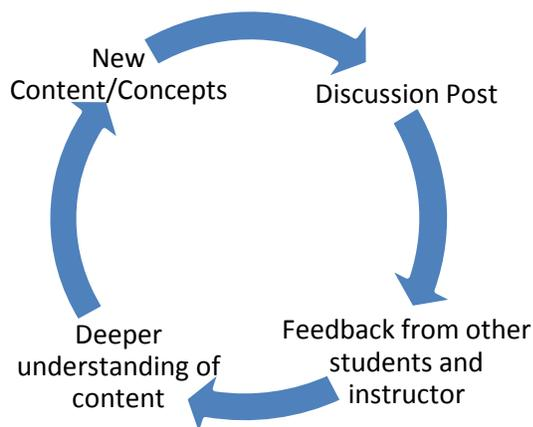 New
Content/Concepts
Discussion Post
Feedback from other
students and
instructor
Deeper
understanding of
content